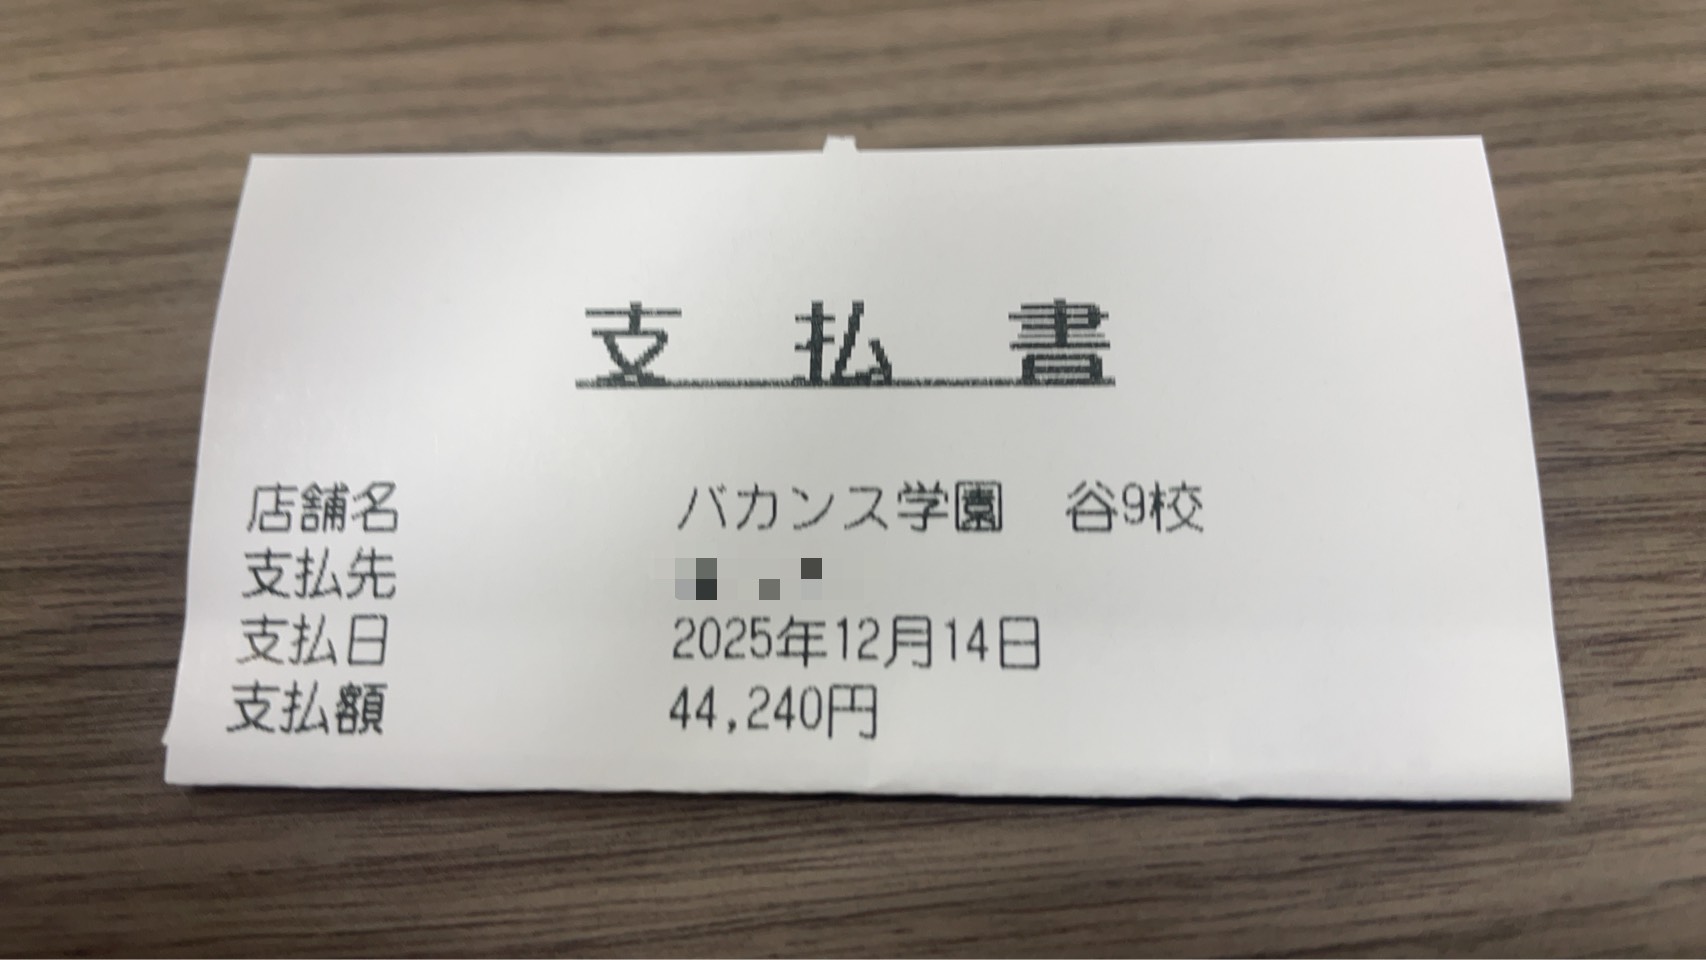 支払書
店舗名 バカンス学園 谷9校
支払先
支払日 2025年12月14日
支払額 44,240円